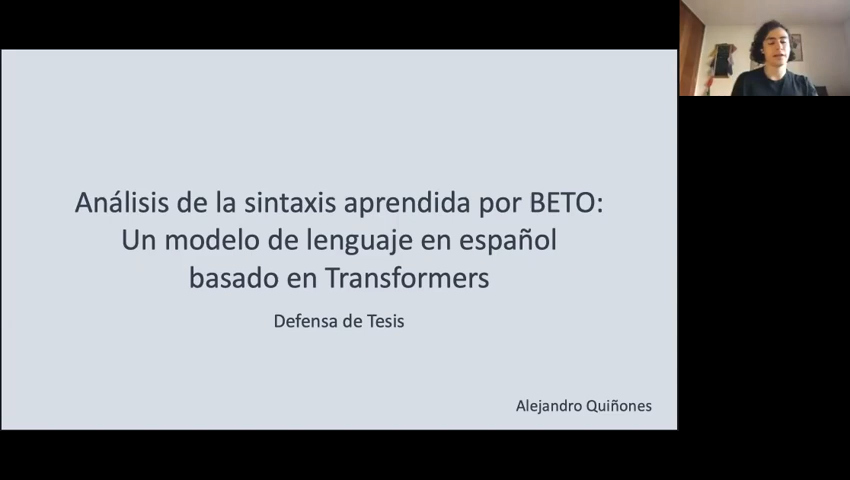 Análisis de la sintaxis aprendida por BETO:
Un modelo de lenguaje en español
basado en Transformers
Defensa de Tesis
Alejandro Quiñones